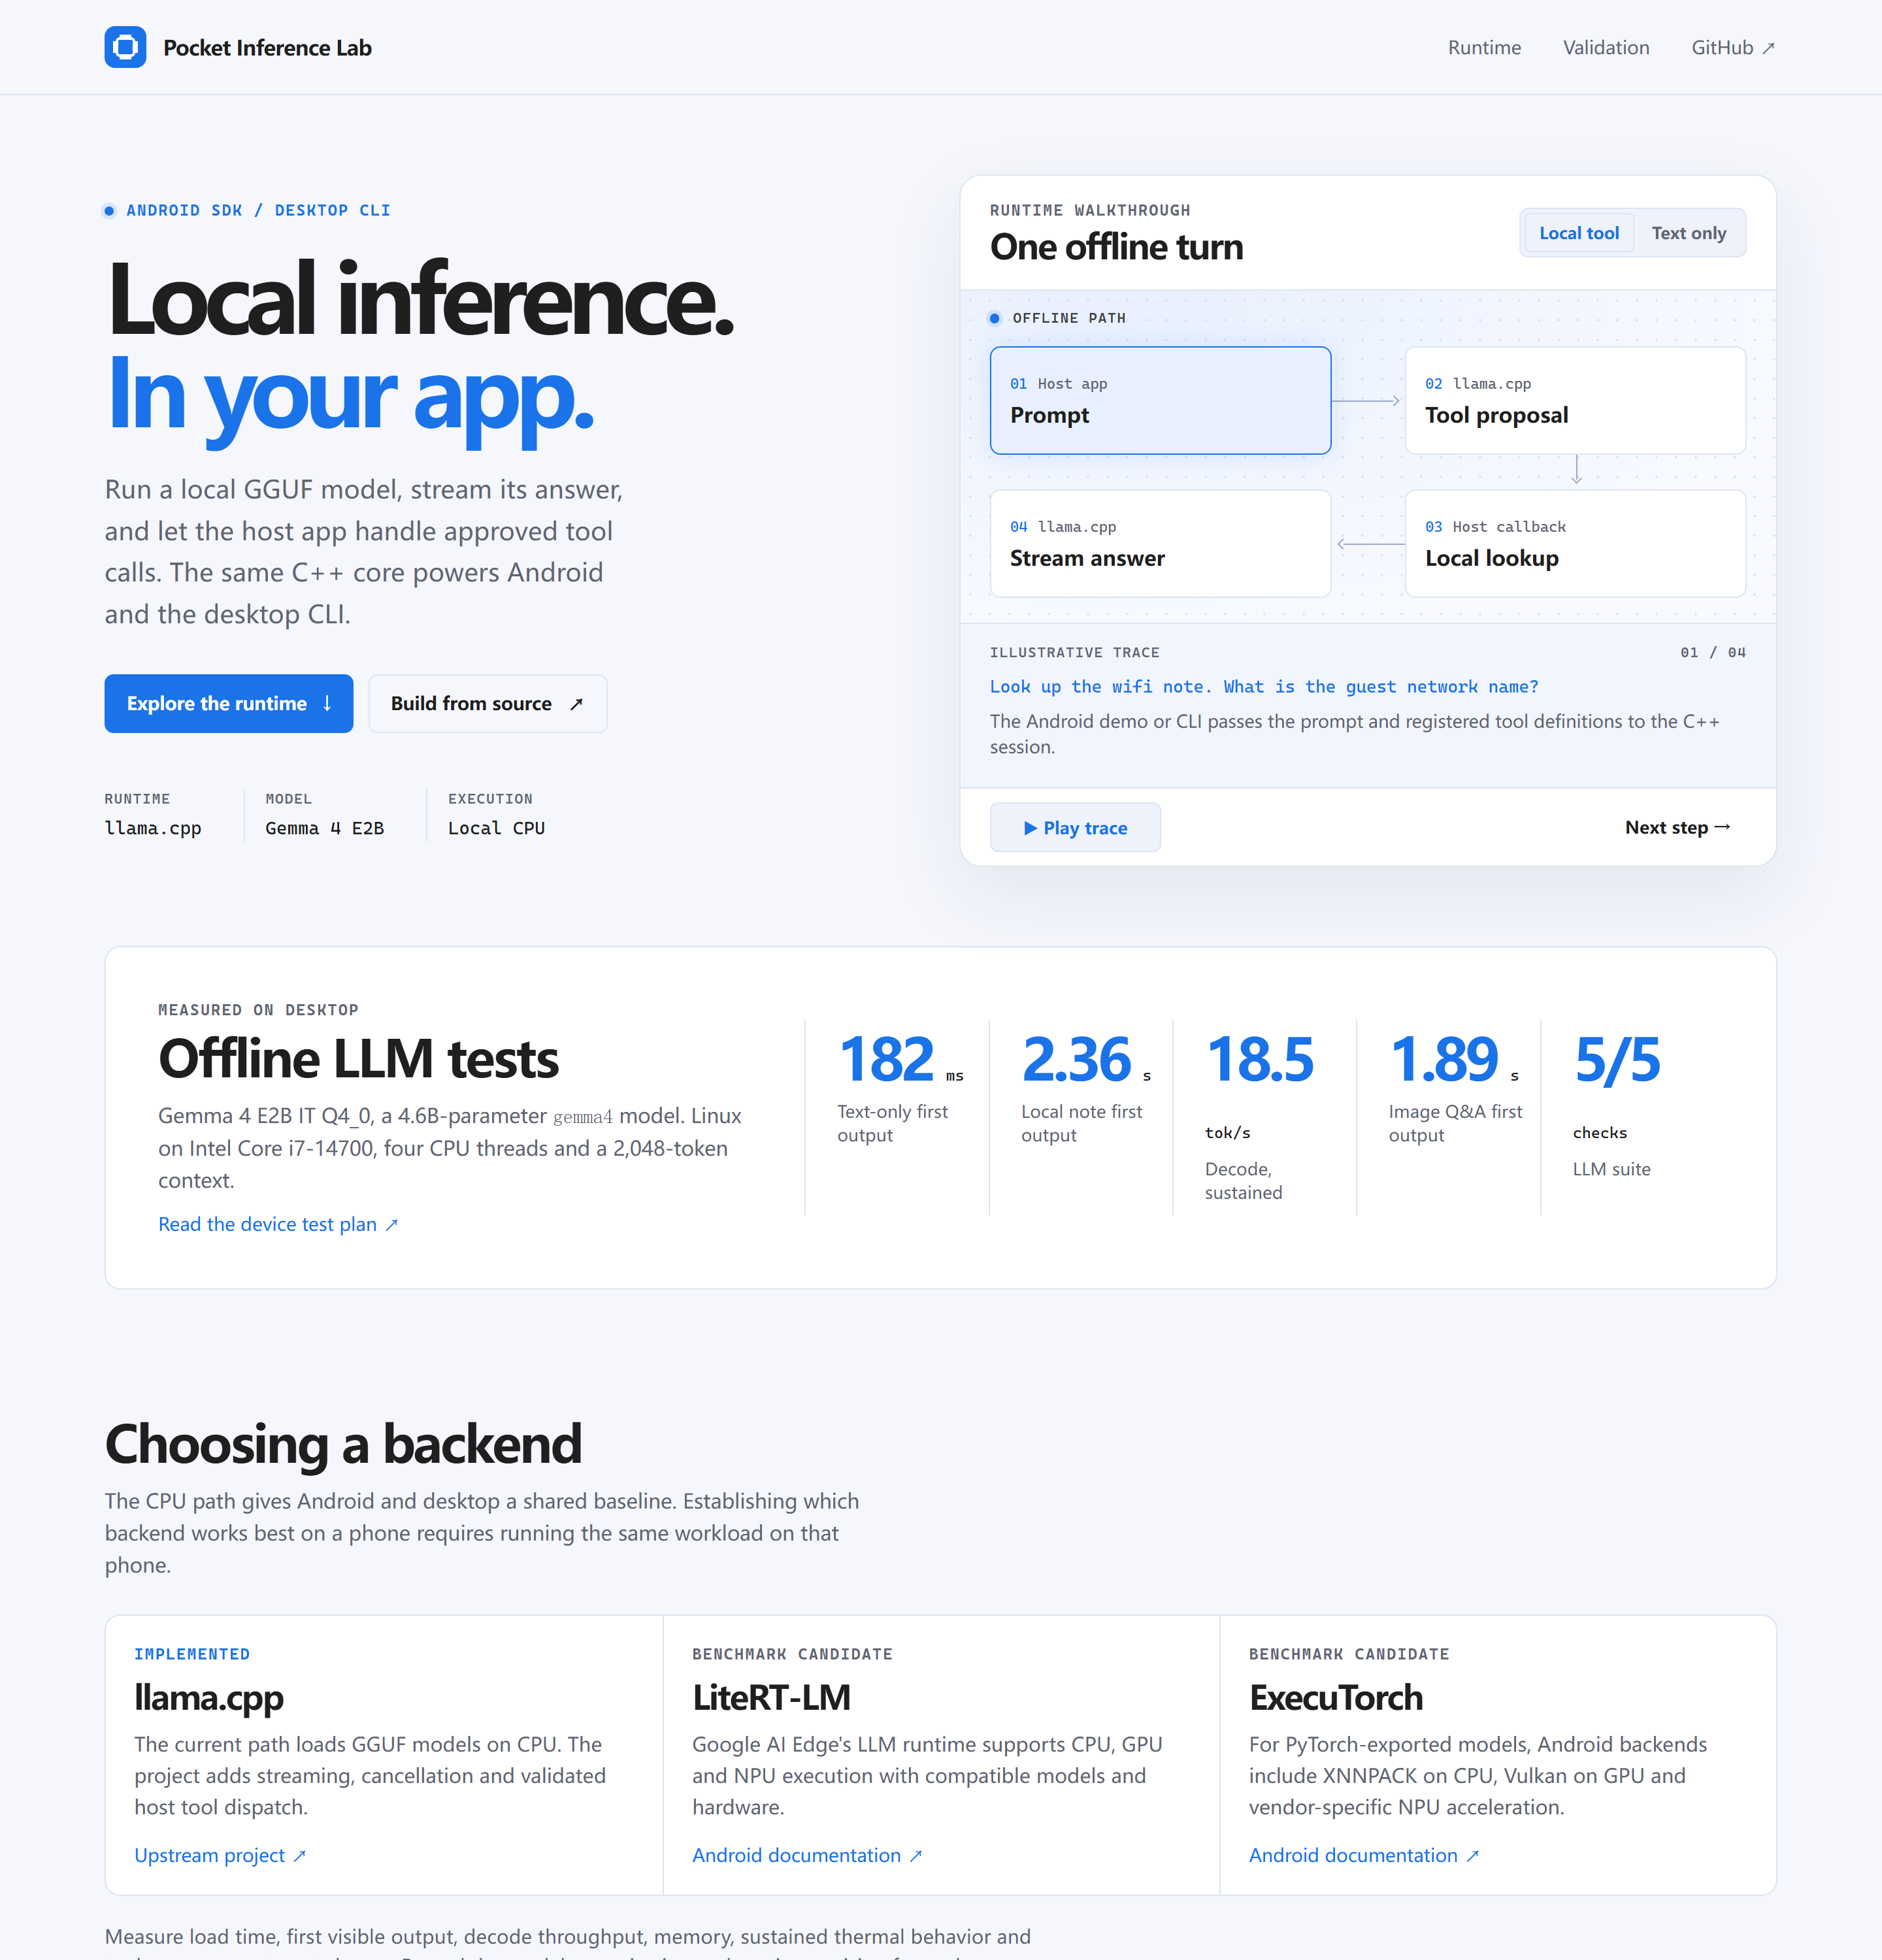 Pocket Inference Lab
Runtime
Validation
GitHub ↗
ANDROID SDK / DESKTOP CLI
Local inference.
In your app.
Run a local GGUF model, stream its answer,
and let the host app handle approved tool
calls. The same C++ core powers Android
and the desktop CLI.
Explore the runtime ↓
Build from source ↗
RUNTIME
llama.cpp
MODEL
Gemma 4 E2B
EXECUTION
Local CPU
RUNTIME WALKTHROUGH
One offline turn
Local tool
Text only
OFFLINE PATH
01 Host app
Prompt
02 llama.cpp
Tool proposal
04 llama.cpp
Stream answer
03 Host callback
Local lookup
ILLUSTRATIVE TRACE
01 / 04
Look up the wifi note. What is the guest network name?
The Android demo or CLI passes the prompt and registered tool definitions to the C++
session.
▶ Play trace
Next step →
MEASURED ON DESKTOP
Offline LLM tests
Gemma 4 E2B IT Q4_0, a 4.6B-parameter gemma4 model. Linux
on Intel Core i7-14700, four CPU threads and a 2,048-token
context.
Read the device test plan ↗
182 ms
Text-only first
output
2.36 s
Local note first
output
18.5
tok/s
Decode,
sustained
1.89 s
Image Q&A first
output
5/5
checks
LLM suite
Choosing a backend
The CPU path gives Android and desktop a shared baseline. Establishing which
backend works best on a phone requires running the same workload on that
phone.
IMPLEMENTED
llama.cpp
The current path loads GGUF models on CPU. The
project adds streaming, cancellation and validated
host tool dispatch.
Upstream project ↗
BENCHMARK CANDIDATE
LiteRT-LM
Google AI Edge's LLM runtime supports CPU, GPU
and NPU execution with compatible models and
hardware.
Android documentation ↗
BENCHMARK CANDIDATE
ExecuTorch
For PyTorch-exported models, Android backends
include XNNPACK on CPU, Vulkan on GPU and
vendor-specific NPU acceleration.
Android documentation ↗
Measure load time, first visible output, decode throughput, memory, sustained thermal behavior and